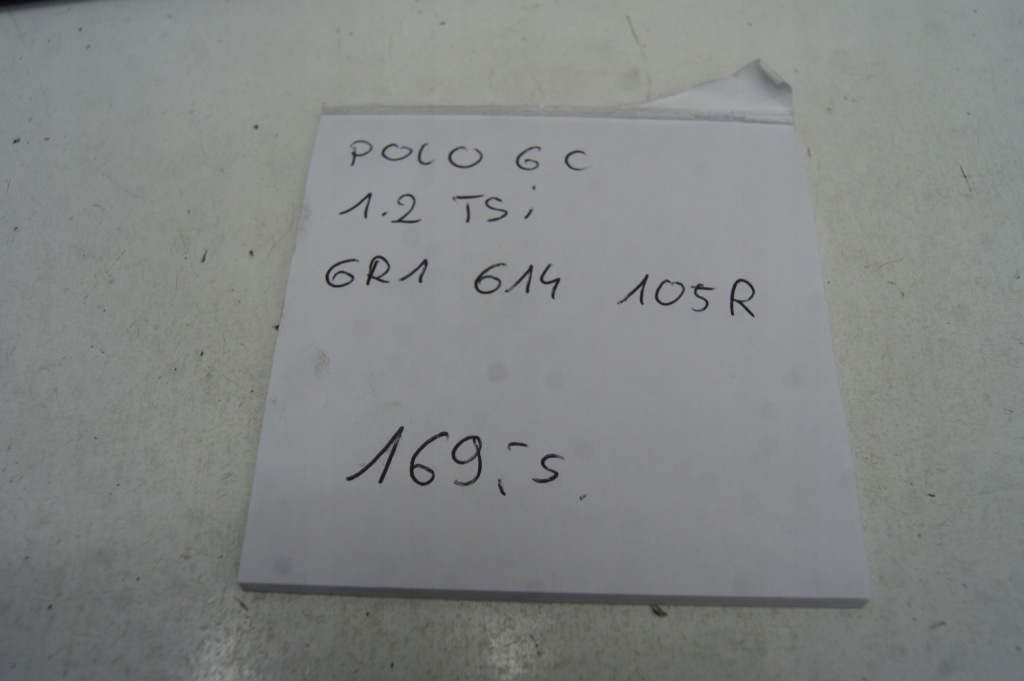 POLO 6C
1.2 TSi
6R1 614 105R
169,-s.